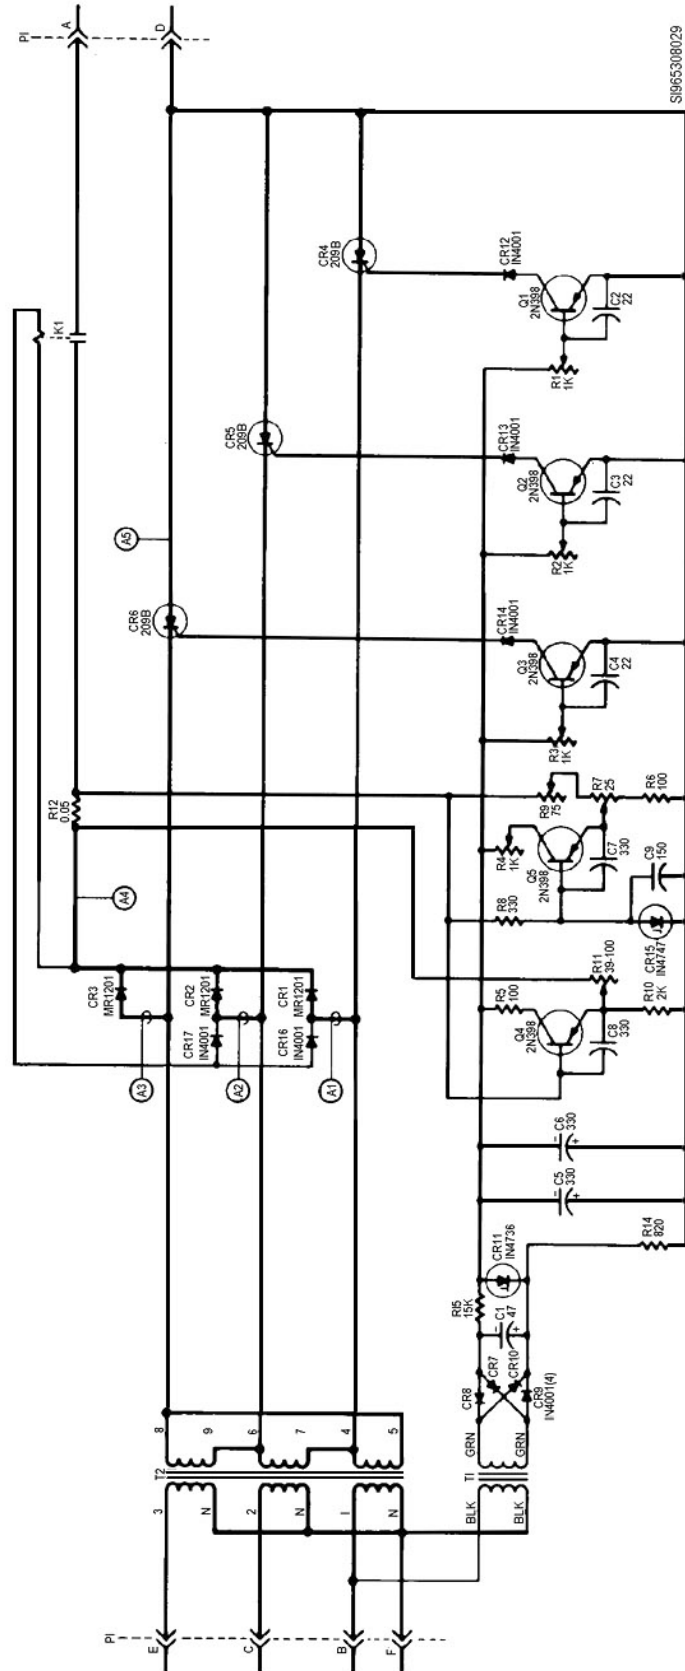 PI
A
D
SI965308029
K1
CR4
209B
CR12
IN4001
Q1
2N398
C2
22
R1
1K
CR5
209B
CR13
IN4001
Q2
2N398
C3
22
R2
1K
A5
CR6
209B
CR14
IN4001
Q3
2N398
C4
22
R3
1K
R12
0.05
R9
75
R7
25
R6
100
R4
1K
Q5
2N398
C7
330
C9
150
R8
330
CR15
IN4747
A4
CR3
MR1201
CR2
MR1201
CR1
MR1201
CR17
IN4001
CR16
IN4001
A3
A2
A1
R11
39-100
R10
2K
R5
100
Q4
2N398
C8
330
C6
330
C5
330
R14
820
CR11
IN4736
RI5
15K
C1
47
CR7
CR10
CR8
CR9
IN4001(4)
8
9
6
7
4
5
T2
3
N
2
N
I
N
GRN
GRN
TI
BLK
BLK
PI
E
C
B
F